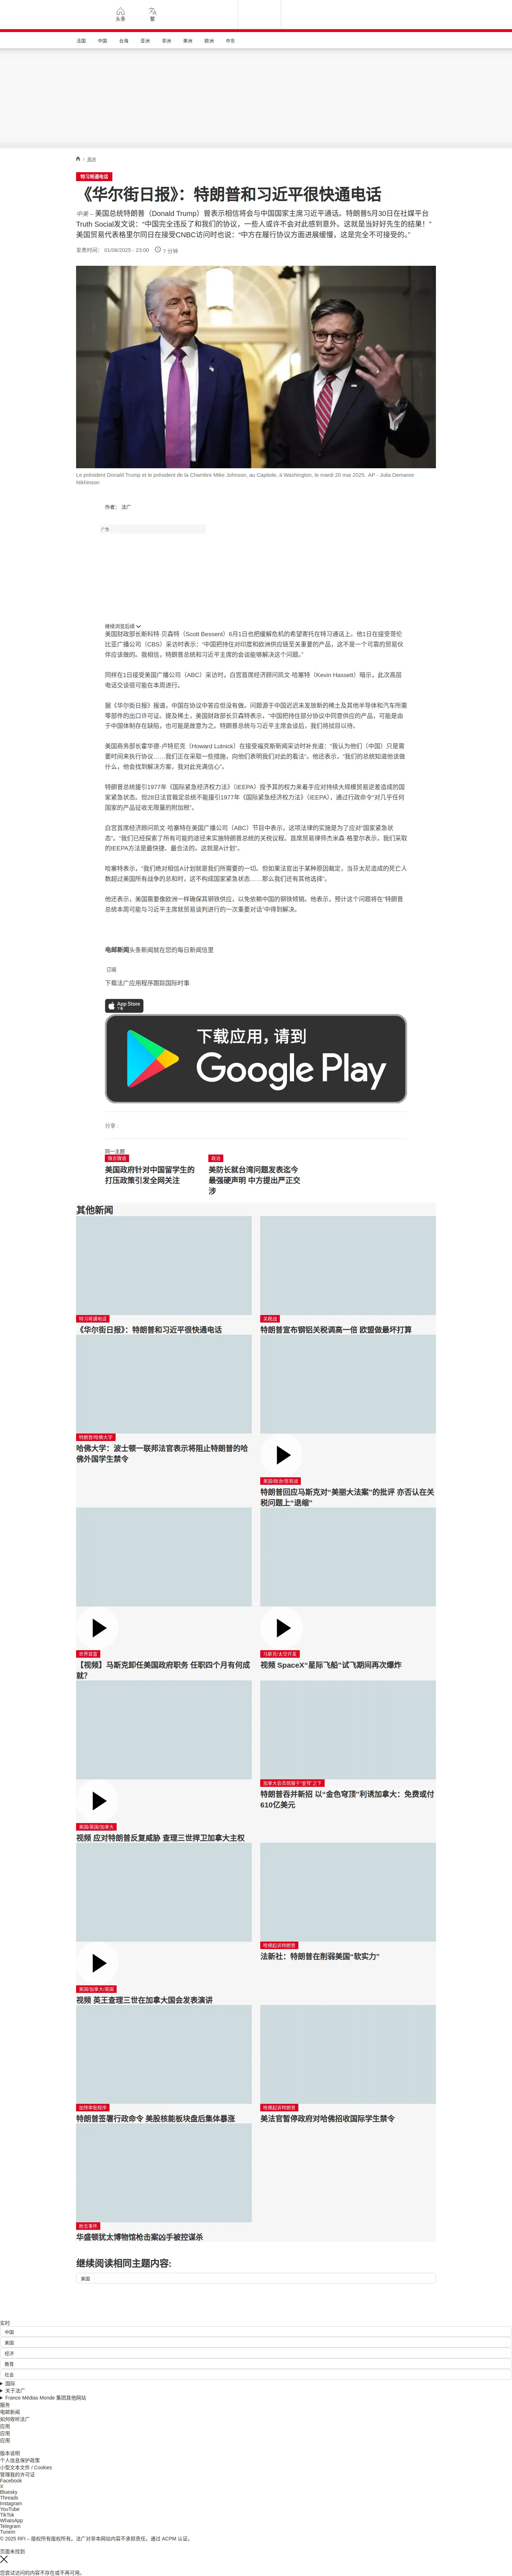 头条
繁
法国
中国
台海
亚洲
非洲
美洲
欧洲
中东
/ 美洲
特习将通电话
《华尔街日报》：特朗普和习近平很快通电话
中美 – 美国总统特朗普（Donald Trump）曾表示相信将会与中国国家主席习近平通话。特朗普5月30日在社媒平台Truth Social发文说：“中国完全违反了和我们的协议，一些人或许不会对此感到意外。这就是当好好先生的结果！” 美国贸易代表格里尔同日在接受CNBC访问时也说：“中方在履行协议方面进展缓慢，这是完全不可接受的。”
发表时间： 01/06/2025 - 23:00
7 分钟
Le président Donald Trump et le président de la Chambre Mike Johnson, au Capitole, à Washington, le mardi 20 mai 2025. AP - Julia Demaree Nikhinson
作者： 法广
广告
继续浏览后续
美国财政部长斯科特·贝森特（Scott Bessent）6月1日也把缓解危机的希望寄托在特习通话上。他1日在接受哥伦比亚广播公司（CBS）采访时表示：“中国把持住对印度和欧洲供应链至关重要的产品，这不是一个可靠的贸易伙伴应该做的。我相信，特朗普总统和习近平主席的会谈能够解决这个问题。”
同样在1日接受美国广播公司（ABC）采访时，白宫首席经济顾问凯文·哈塞特（Kevin Hassett）暗示，此次高层电话交谈很可能在本周进行。
据《华尔街日报》报道，中国在协议中答应但没有做。问题源于中国迟迟未发放新的稀土及其他半导体和汽车所需零部件的出口许可证。提及稀土，美国财政部长贝森特表示，“中国把持住部分协议中同意供应的产品，可能是由于中国体制存在缺陷，也可能是故意为之。特朗普总统与习近平主席会谈后，我们将拭目以待。
美国商务部长霍华德·卢特尼克（Howard Lutnick）在接受福克斯新闻采访时补充道：“我认为他们（中国）只是需要时间来执行协议……我们正在采取一些措施，向他们表明我们对此的看法”。他还表示，“我们的总统知道他该做什么，他会找到解决方案，我对此充满信心”。
特朗普总统援引1977年《国际紧急经济权力法》（IEEPA）授予其的权力来着手应对持续大规模贸易逆差造成的国家紧急状态。但28日法官裁定总统不能援引1977年《国际紧急经济权力法》（IEEPA），通过行政命令“对几乎任何国家的产品征收无限量的附加税”。
白宫首席经济顾问凯文·哈塞特在美国广播公司（ABC）节目中表示，这项法律的实施是为了应对“国家紧急状态”。“我们已经探索了所有可能的途径来实施特朗普总统的关税议程。首席贸易律师杰米森·格里尔表示，我们采取的IEEPA方法是最快捷、最合法的。这就是A计划”。
哈塞特表示，“我们绝对相信A计划就是我们所需要的一切。但如果法官出于某种原因裁定，当芬太尼造成的死亡人数超过美国所有战争的总和时，这不构成国家紧急状态……那么我们还有其他选择”。
他还表示，美国需要像欧洲一样确保其钢铁供应，以免依赖中国的钢铁倾销。他表示，预计这个问题将在“特朗普总统本周可能与习近平主席就贸易谈判进行的一次重要对话”中得到解决。
电邮新闻头条新闻就在您的每日新闻信里
订阅
下载法广应用程序跟踪国际时事
App Store
下载应用，请到
Google Play
分享 :
同一主题
美国政府针对中国留学生的打压政策引发全网关注
政治
美防长就台湾问题发表迄今最强硬声明 中方提出严正交涉
其他新闻
特习将通电话
《华尔街日报》：特朗普和习近平很快通电话
关税战
特朗普宣布钢铝关税调高一倍 欧盟做最坏打算
特朗普/哈佛大学
哈佛大学：波士顿一联邦法官表示将阻止特朗普的哈佛外国学生禁令
美国/政治/贸易战
特朗普回应马斯克对“美丽大法案”的批评 亦否认在关税问题上“退缩”
世界首富
【视频】马斯克卸任美国政府职务 任职四个月有何成就？
马斯克/太空开发
视频 SpaceX“星际飞船”试飞期间再次爆炸
美国/英国/加拿大
视频 应对特朗普反复威胁 查理三世捍卫加拿大主权
加拿大会否屈服于“金穹”之下
特朗普吞并新招 以“金色穹顶”利诱加拿大：免费或付610亿美元
美国/加拿大/英国
视频 英王查理三世在加拿大国会发表演讲
哈佛起诉特朗普
法新社：特朗普在削弱美国“软实力”
加快审批程序
特朗普签署行政命令 美股核能板块盘后集体暴涨
哈佛起诉特朗普
美法官暂停政府对哈佛招收国际学生禁令
枪击事件
华盛顿犹太博物馆枪击案凶手被控谋杀
继续阅读相同主题内容:
美国
实时
中国
美国
经济
教育
社会
国际
关于法广
France Médias Monde 集团其他网站
服务
电邮新闻
如何收听法广
应用
应用
应用
版本说明
个人信息保护政策
小型文本文件 / Cookies
管理我的许可证
Facebook
X
Bluesky
Threads
Instagram
YouTube
TikTok
WhatsApp
Telegram
TuneIn
© 2025 RFI – 版权所有版权所有。法广对非本网站内容不承担责任。通过 ACPM 认证。
页面未找到
您尝试访问的内容不存在或不再可用。